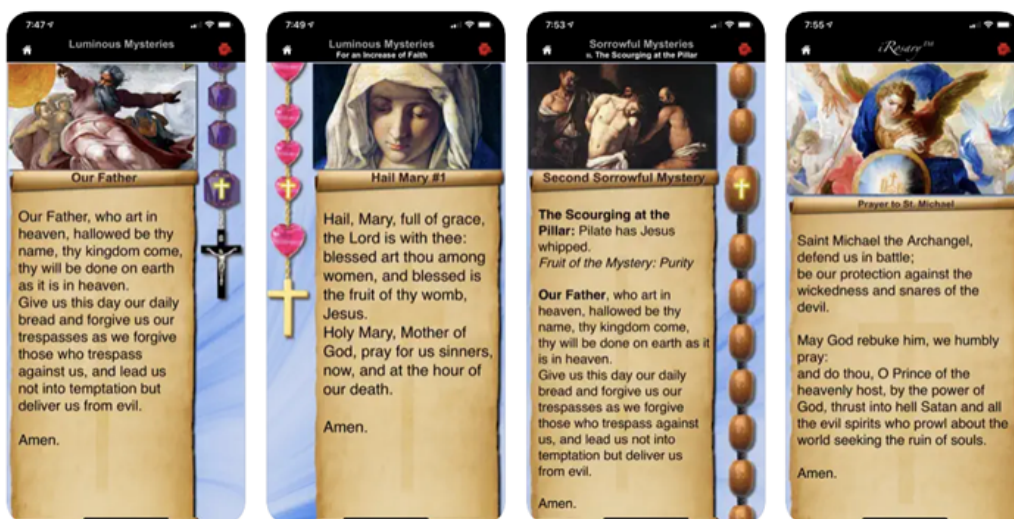 7:47
Luminous Mysteries
Our Father
Our Father, who art in
heaven, hallowed be thy
name, thy kingdom come,
thy will be done on earth
as it is in heaven.
Give us this day our daily
bread and forgive us our
trespasses as we forgive
those who trespass
against us, and lead us
not into temptation but
deliver us from evil.
Amen.
7:49
Luminous Mysteries
For an Increase of Faith
Hail Mary #1
Hail, Mary, full of grace,
the Lord is with thee:
blessed art thou among
women, and blessed is
the fruit of thy womb,
Jesus.
Holy Mary, Mother of
God, pray for us sinners,
now, and at the hour of
our death.
Amen.
7:53
Sorrowful Mysteries
II. The Scourging at the Pillar
Second Sorrowful Mystery
The Scourging at the
Pillar: Pilate has Jesus
whipped.
Fruit of the Mystery: Purity
Our Father, who art in
heaven, hallowed be thy
name, thy kingdom come,
thy will be done on earth as it
is in heaven.
Give us this day our daily
bread and forgive us our
trespasses as we forgive
those who trespass against
us, and lead us not into
temptation but deliver us
from evil.
Amen.
7:55
iRosary™
Prayer to St. Michael
Saint Michael the Archangel,
defend us in battle;
be our protection against the
wickedness and snares of the
devil.
May God rebuke him, we humbly
pray:
and do thou, O Prince of the
heavenly host, by the power of
God, thrust into hell Satan and all
the evil spirits who prowl about the
world seeking the ruin of souls.
Amen.